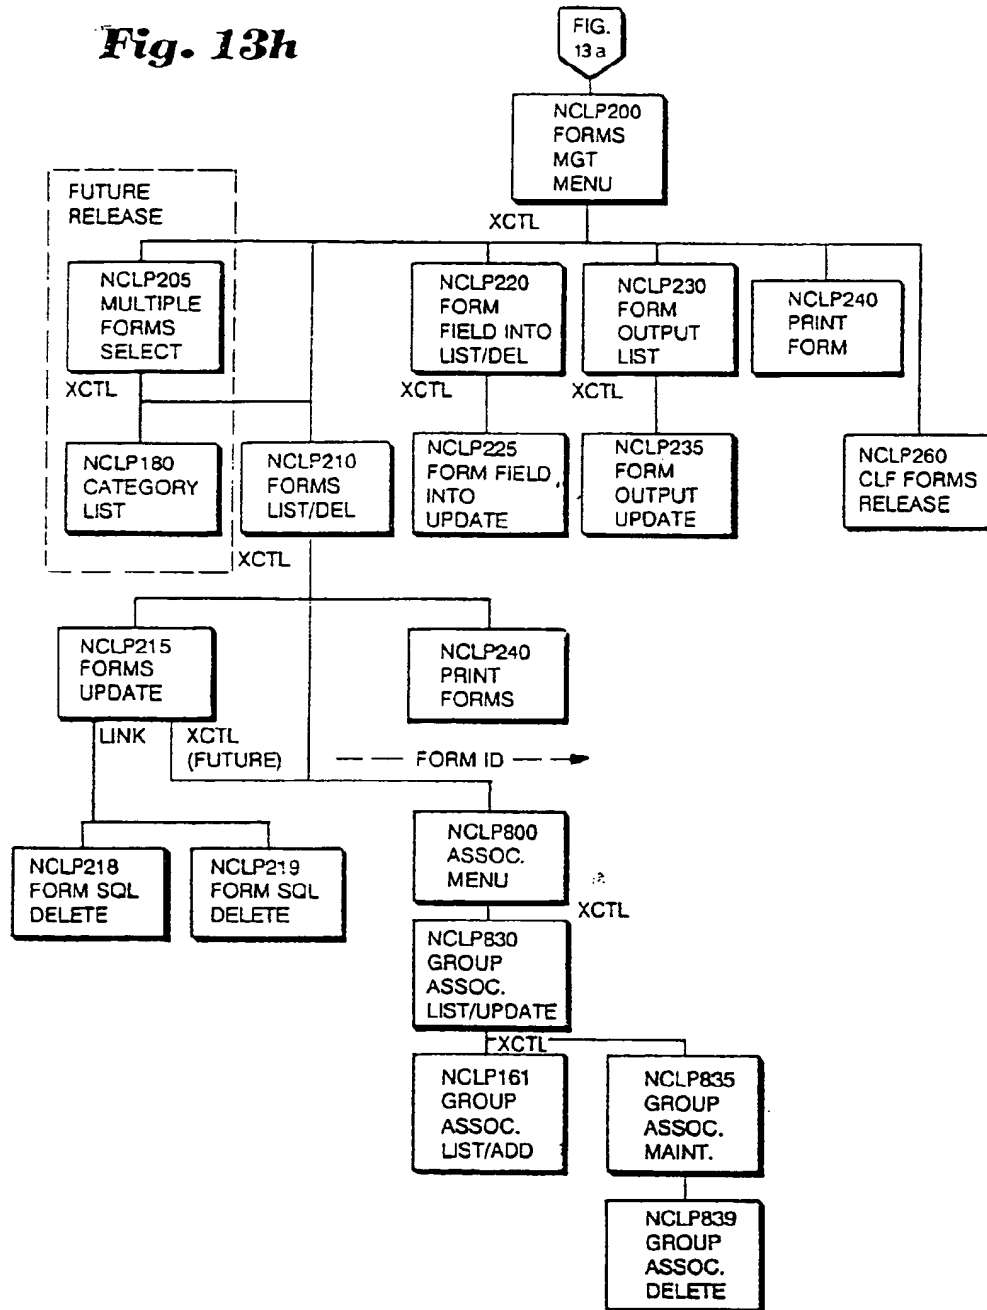 Fig. 13h
FIG.
13a
NCLP200
FORMS
MGT
MENU
XCTL
FUTURE
RELEASE
NCLP205
MULTIPLE
FORMS
SELECT
NCLP220
FORM
FIELD INTO
LIST/DEL
NCLP230
FORM
OUTPUT
LIST
NCLP240
PRINT
FORM
XCTL
XCTL
XCTL
NCLP180
CATEGORY
LIST
NCLP210
FORMS
LIST/DEL
NCLP225
FORM FIELD
INTO
UPDATE
NCLP235
FORM
OUTPUT
UPDATE
NCLP260
CLF FORMS
RELEASE
XCTL
NCLP215
FORMS
UPDATE
NCLP240
PRINT
FORMS
LINK
XCTL
(FUTURE)
FORM ID
NCLP218
FORM SQL
DELETE
NCLP219
FORM SQL
DELETE
NCLP800
ASSOC.
MENU
XCTL
NCLP830
GROUP
ASSOC.
LIST/UPDATE
XCTL
NCLP161
GROUP
ASSOC.
LIST/ADD
NCLP835
GROUP
ASSOC.
MAINT.
NCLP839
GROUP
ASSOC.
DELETE